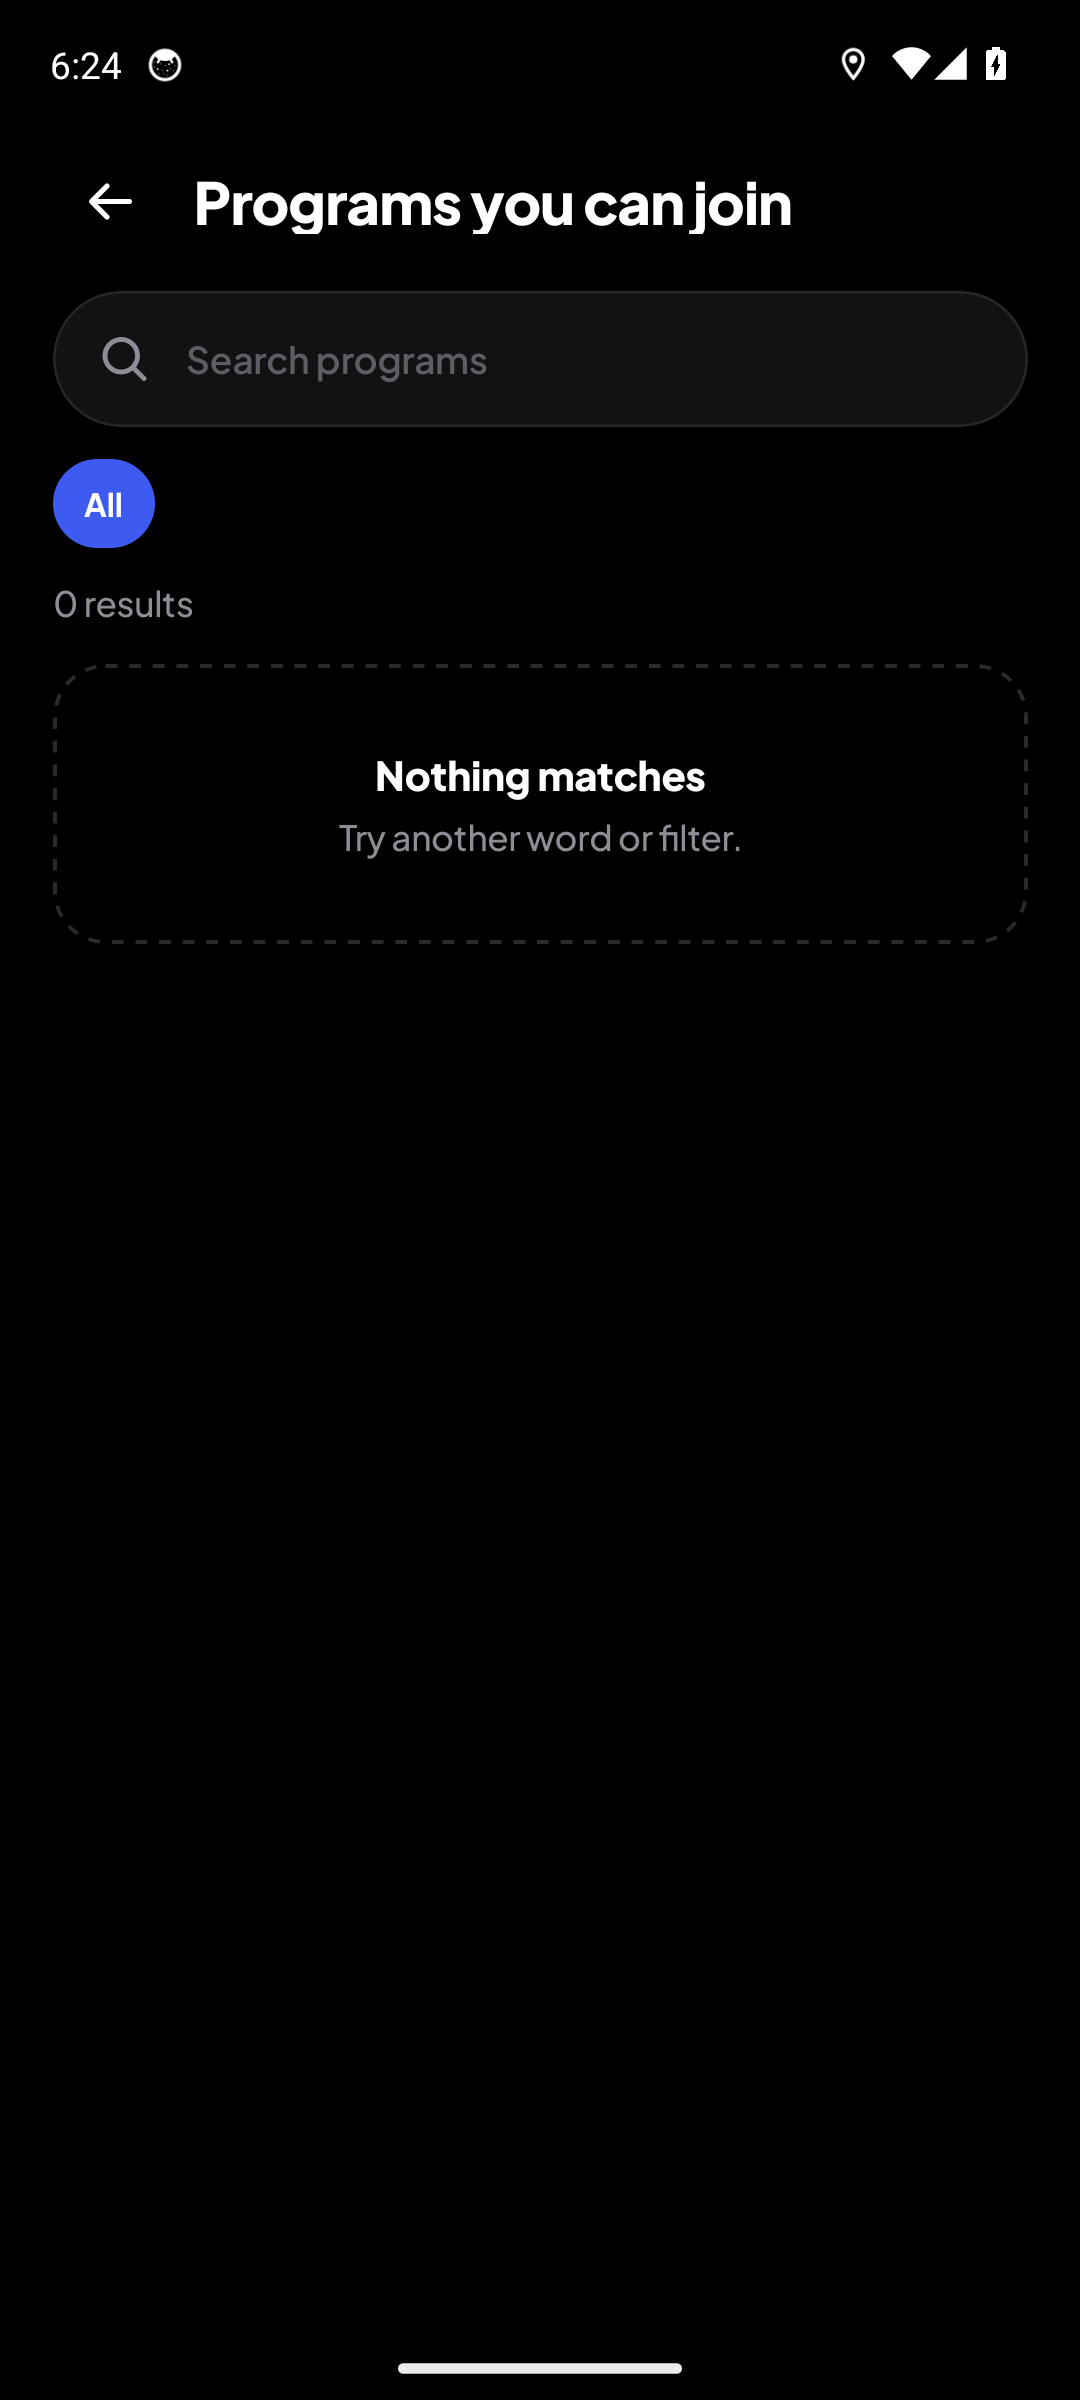 6:24
Programs you can join
Search programs
All
0 results
Nothing matches
Try another word or filter.